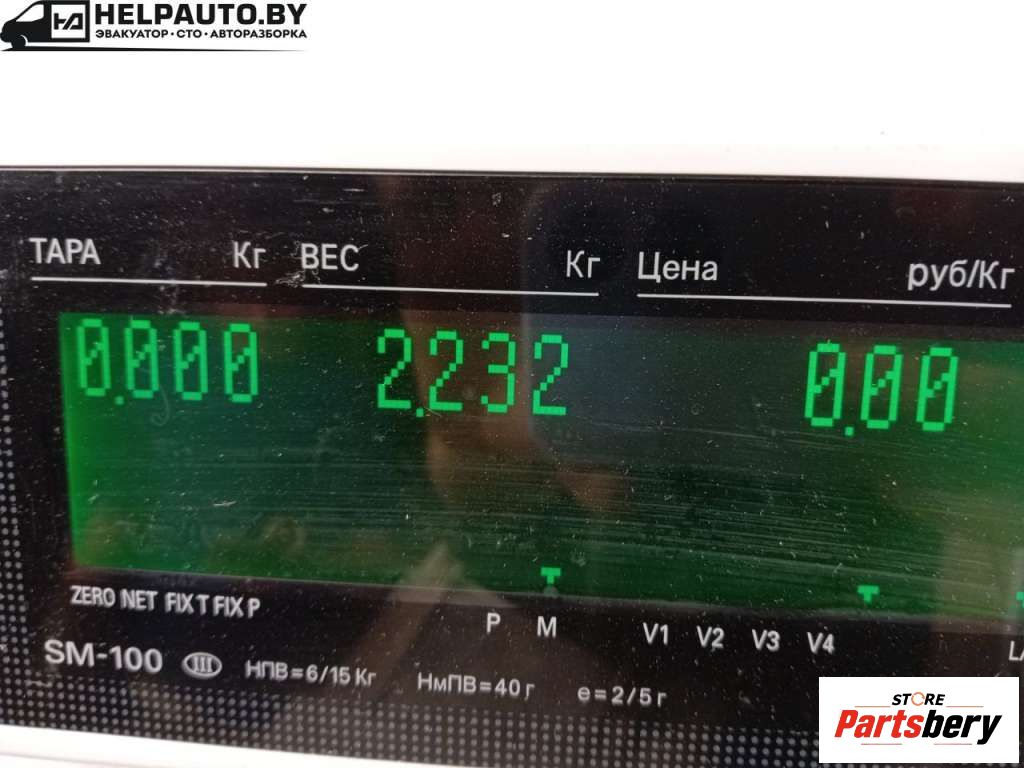 HELPAUTO.BY
ЭВАКУАТОР · СТО · АВТОРАЗБОРКА
ТАРА Кг ВЕС Кг Цена руб/Кг
0.000 2.232 0.00
ZERO NET FIX T FIX P P M V1 V2 V3 V4
SM-100 III НПВ=6/15 Кг НмПВ=40 г e=2/5 г
STORE
Partsbery